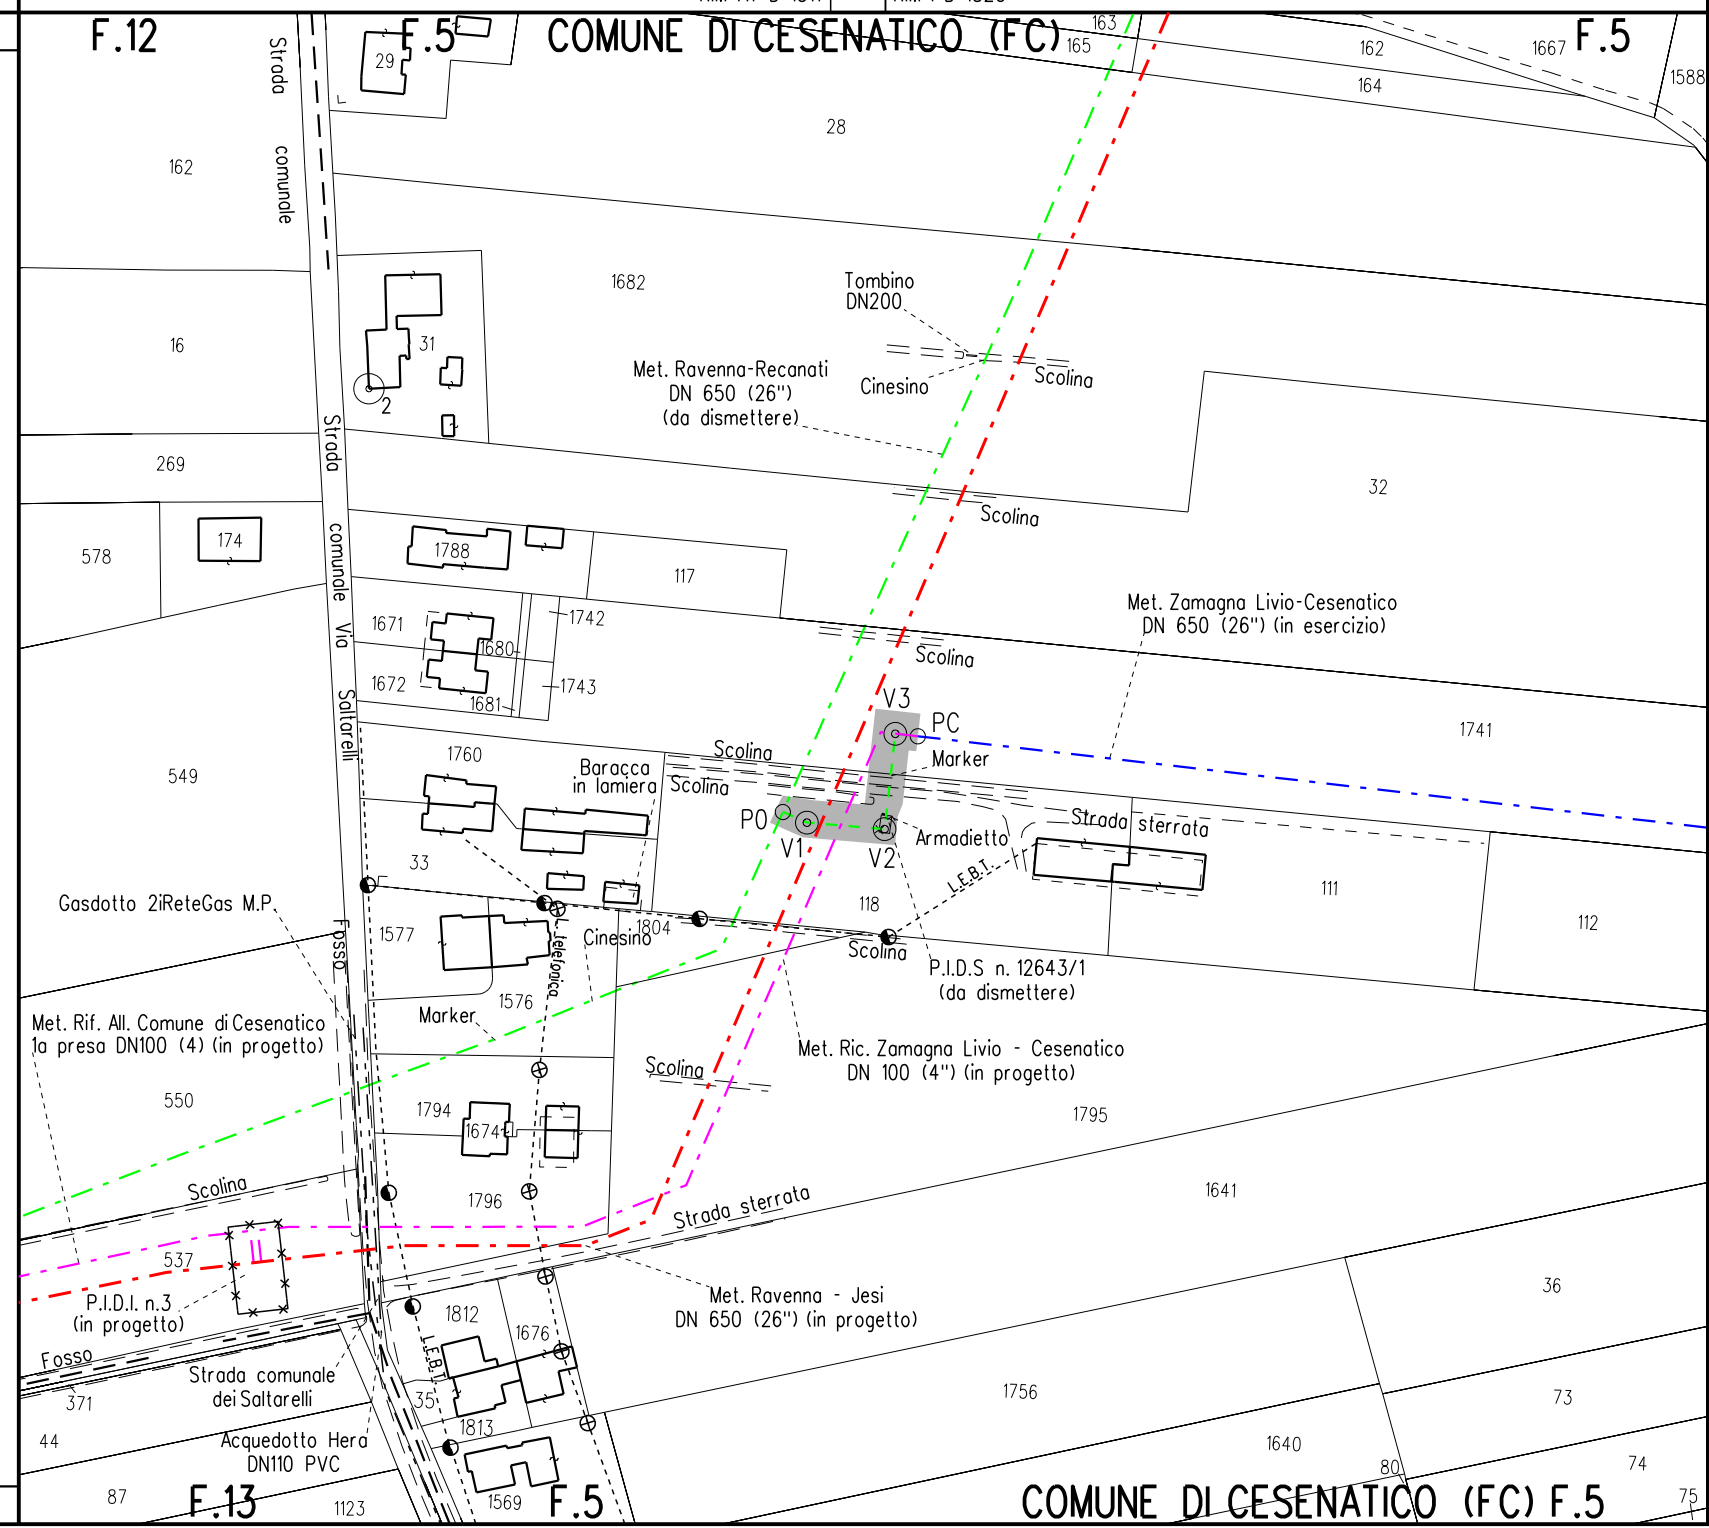 F.12
F.5
COMUNE DI CESENATICO (FC)
F.5
163
165
162
1667
164
1588
29
28
Strada
comunale
162
1682
Tombino
DN200
16
31
Met. Ravenna-Recanati
DN 650 (26")
(da dismettere)
Cinesino
Scolina
2
Strada
269
32
Scolina
174
578
1788
117
comunale
Met. Zamagna Livio-Cesenatico
DN 650 (26") (in esercizio)
1742
1671
Via
1680
Scolina
1672
1743
1681
Saltarelli
V3
PC
1741
Scolina
1760
Marker
Baracca
in lamiera
Scolina
549
P0
V1
V2
Armadietto
Strada sterrata
33
L.E.B.T.
111
118
112
Gasdotto 2iReteGas M.P.
1577
Fosso
1804
Cinesino
telefonica
Scolina
P.I.D.S n. 12643/1
(da dismettere)
1576
Marker
Met. Rif. All. Comune di Cesenatico
1a presa DN100 (4) (in progetto)
Met. Ric. Zamagna Livio - Cesenatico
DN 100 (4") (in progetto)
Scolina
550
1794
1674
1795
Scolina
1796
Strada sterrata
1641
537
P.I.D.I. n.3
(in progetto)
Met. Ravenna - Jesi
DN 650 (26") (in progetto)
36
1812
1676
L.E.B.T.
Fosso
Strada comunale
dei Saltarelli
371
35
1756
73
1813
44
Acquedotto Hera
DN110 PVC
1640
80
74
87
F.13
1123
1569
F.5
COMUNE DI CESENATICO (FC) F.5
75